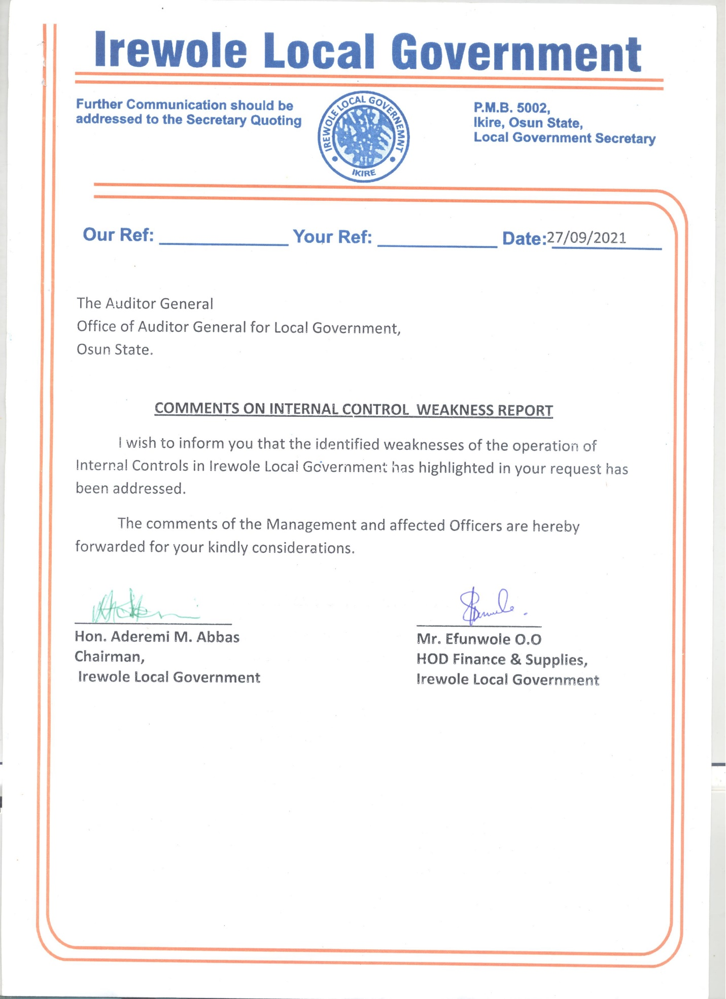 Irewole Local Government
Further Communication should be
addressed to the Secretary Quoting
IREWOLE LOCAL GOVERNEMNT
IKIRE
P.M.B. 5002,
Ikire, Osun State,
Local Government Secretary
Our Ref: Your Ref: Date: 27/09/2021
The Auditor General
Office of Auditor General for Local Government,
Osun State.
COMMENTS ON INTERNAL CONTROL WEAKNESS REPORT
I wish to inform you that the identified weaknesses of the operation of
Internal Controls in Irewole Local Government has highlighted in your request has
been addressed.
The comments of the Management and affected Officers are hereby
forwarded for your kindly considerations.
Hon. Aderemi M. Abbas
Chairman,
Irewole Local Government
Mr. Efunwole O.O
HOD Finance & Supplies,
Irewole Local Government